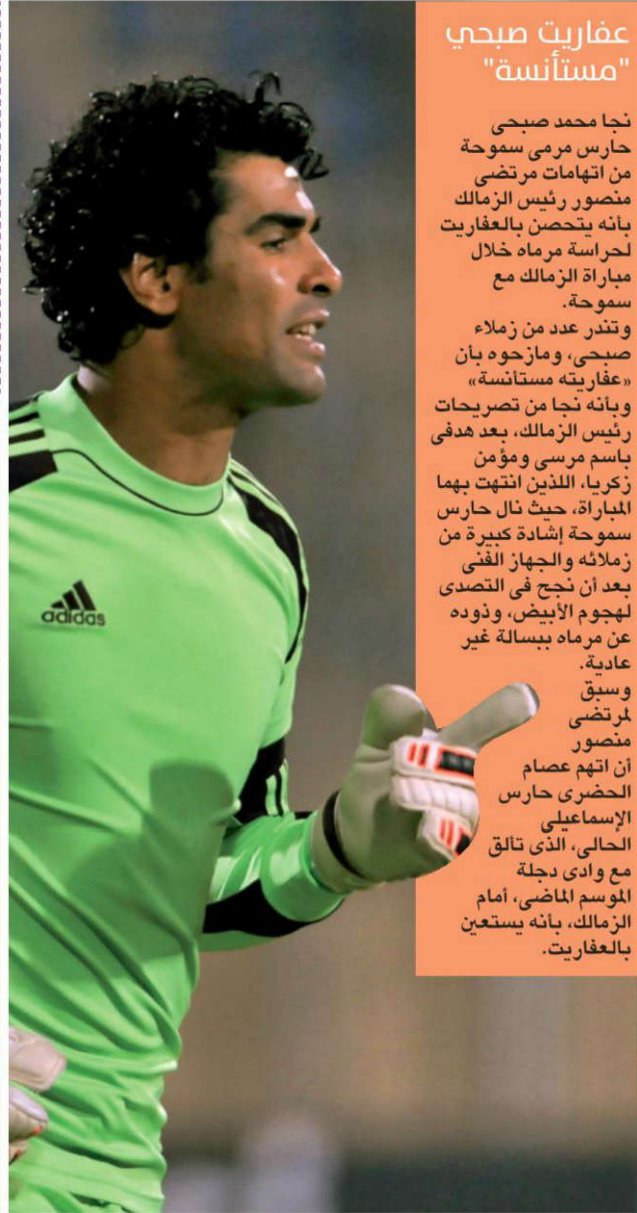 عفاريت صبحي
"مستأنسة"
نجا محمد صبحى
حارس مرمى سموحة
من اتهامات مرتضى
منصور رئيس الزمالك
بأنه يتحصن بالعفاريت
لحراسة مرماه خلال
مباراة الزمالك مع
سموحة.
وتندر عدد من زملاء
صبحى، ومازحوه بأن
«عفاريته مستأنسة»
وبأنه نجا من تصريحات
رئيس الزمالك، بعد هدفى
باسم مرسى ومؤمن
زكريا، اللذين انتهت بهما
المباراة، حيث نال حارس
سموحة إشادة كبيرة من
زملائه والجهاز الفنى
بعد أن نجح فى التصدى
لهجوم الأبيض، وذوده
عن مرماه ببسالة غير
عادية.
وسبق
لمرتضى
منصور
أن اتهم عصام
الحضرى حارس
الإسماعيلى
الحالى، الذى تألق
مع وادى دجلة
الموسم الماضى، أمام
الزمالك، بأنه يستعين
بالعفاريت.
adidas